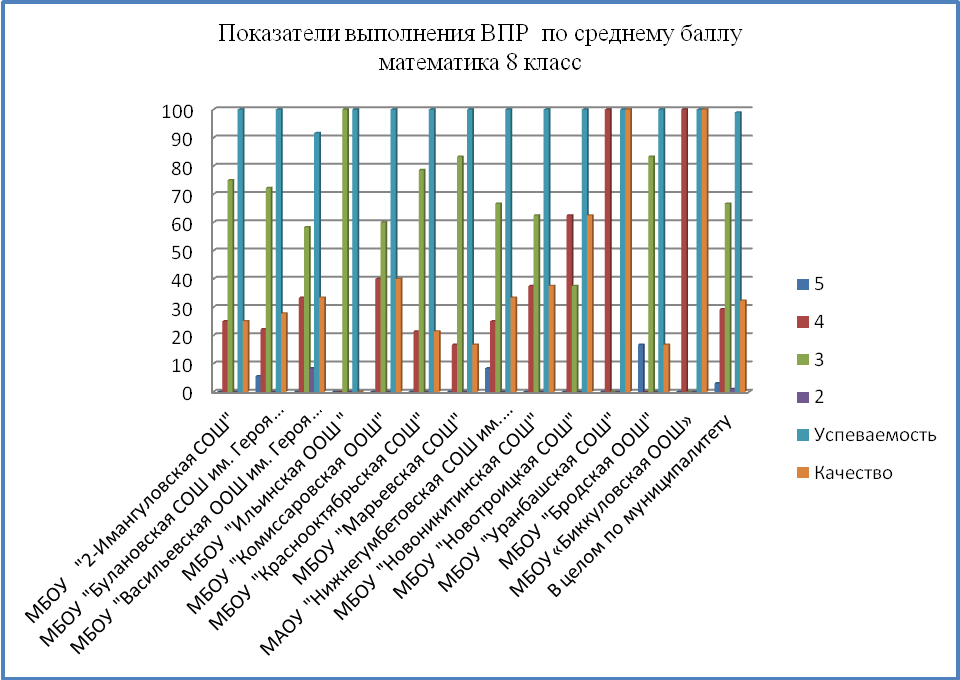 Показатели выполнения ВПР по среднему баллу
математика 8 класс
100
90
80
70
60
50
40
30
20
10
0
МБОУ "2-Имангуловская СОШ"
МБОУ "Булановская СОШ им. Героя…
МБОУ "Васильевская ООШ им. Героя…
МБОУ "Ильинская ООШ "
МБОУ "Комиссаровская ООШ"
МБОУ "Краснооктябрьская СОШ"
МБОУ "Марьевская СОШ"
МАОУ "Нижнегумбетовская СОШ им.…
МБОУ "Новоникитинская СОШ"
МБОУ "Новотроицкая СОШ"
МБОУ "Уранбашская СОШ"
МБОУ "Бродская ООШ"
МБОУ «Биккуловская ООШ»
В целом по муниципалитету
5
4
3
2
Успеваемость
Качество